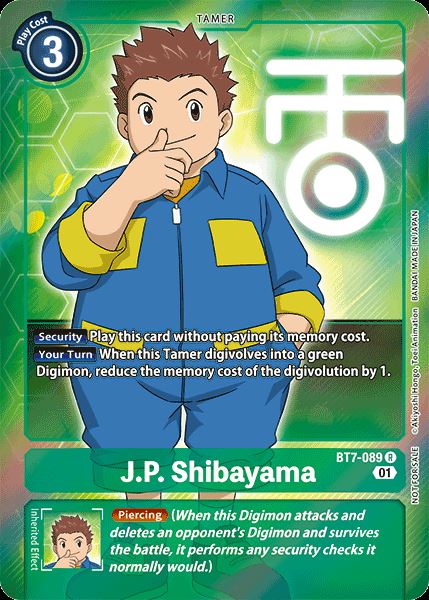 TAMER
Play Cost
3
Security Play this card without paying its memory cost.
Your Turn When this Tamer digivolves into a green
Digimon, reduce the memory cost of the digivolution by 1.
©Akiyoshi Hongo, Toei Animation BANDAI MADE IN JAPAN
NOT FOR SALE
BT7-089 R
J.P. Shibayama
01
Inherited Effect
Piercing (When this Digimon attacks and
deletes an opponent's Digimon and survives
the battle, it performs any security checks it
normally would.)